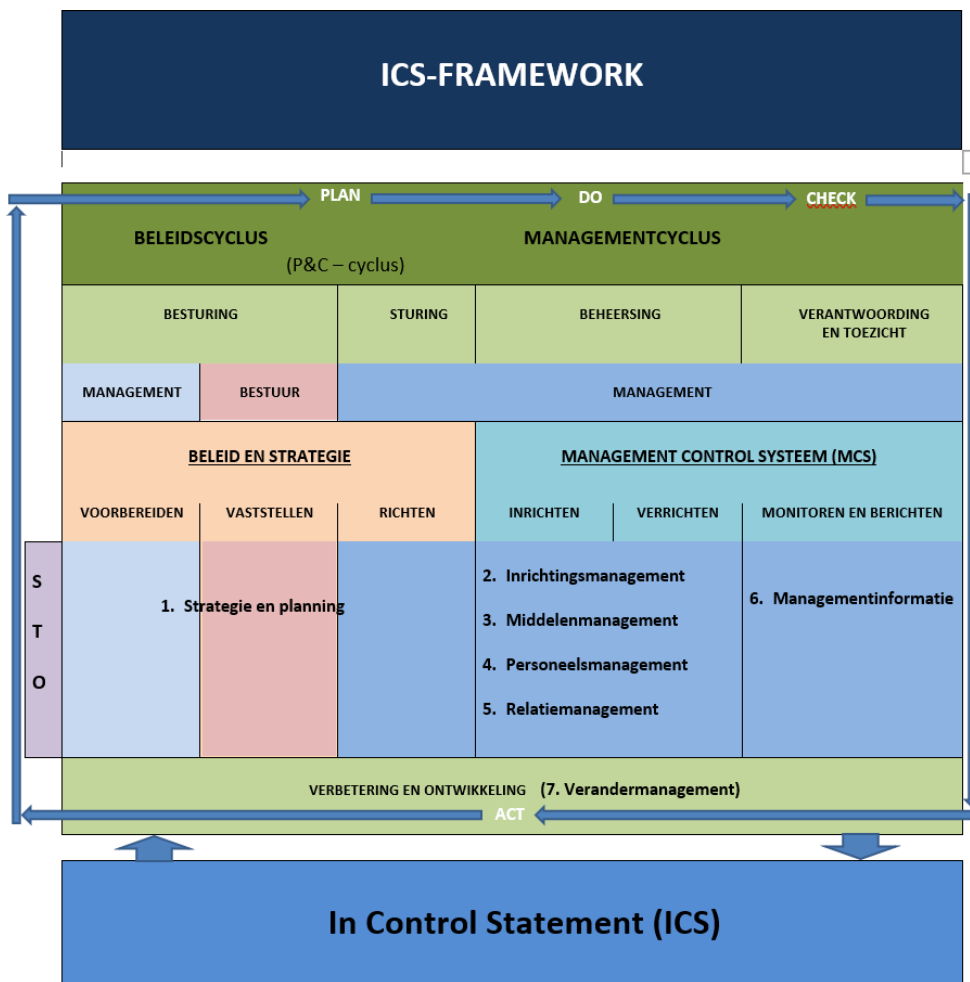 ICS-FRAMEWORK
PLAN
DO
CHECK
BELEIDSCYCLUS
MANAGEMENTCYCLUS
(P&C – cyclus)
BESTURING
STURING
BEHEERSING
VERANTWOORDING
EN TOEZICHT
MANAGEMENT
BESTUUR
MANAGEMENT
BELEID EN STRATEGIE
MANAGEMENT CONTROL SYSTEEM (MCS)
VOORBEREIDEN
VASTSTELLEN
RICHTEN
INRICHTEN
VERRICHTEN
MONITOREN EN BERICHTEN
S
T
O
1. Strategie en planning
2. Inrichtingsmanagement
3. Middelenmanagement
4. Personeelsmanagement
5. Relatiemanagement
6. Managementinformatie
VERBETERING EN ONTWIKKELING (7. Verandermanagement)
ACT
In Control Statement (ICS)